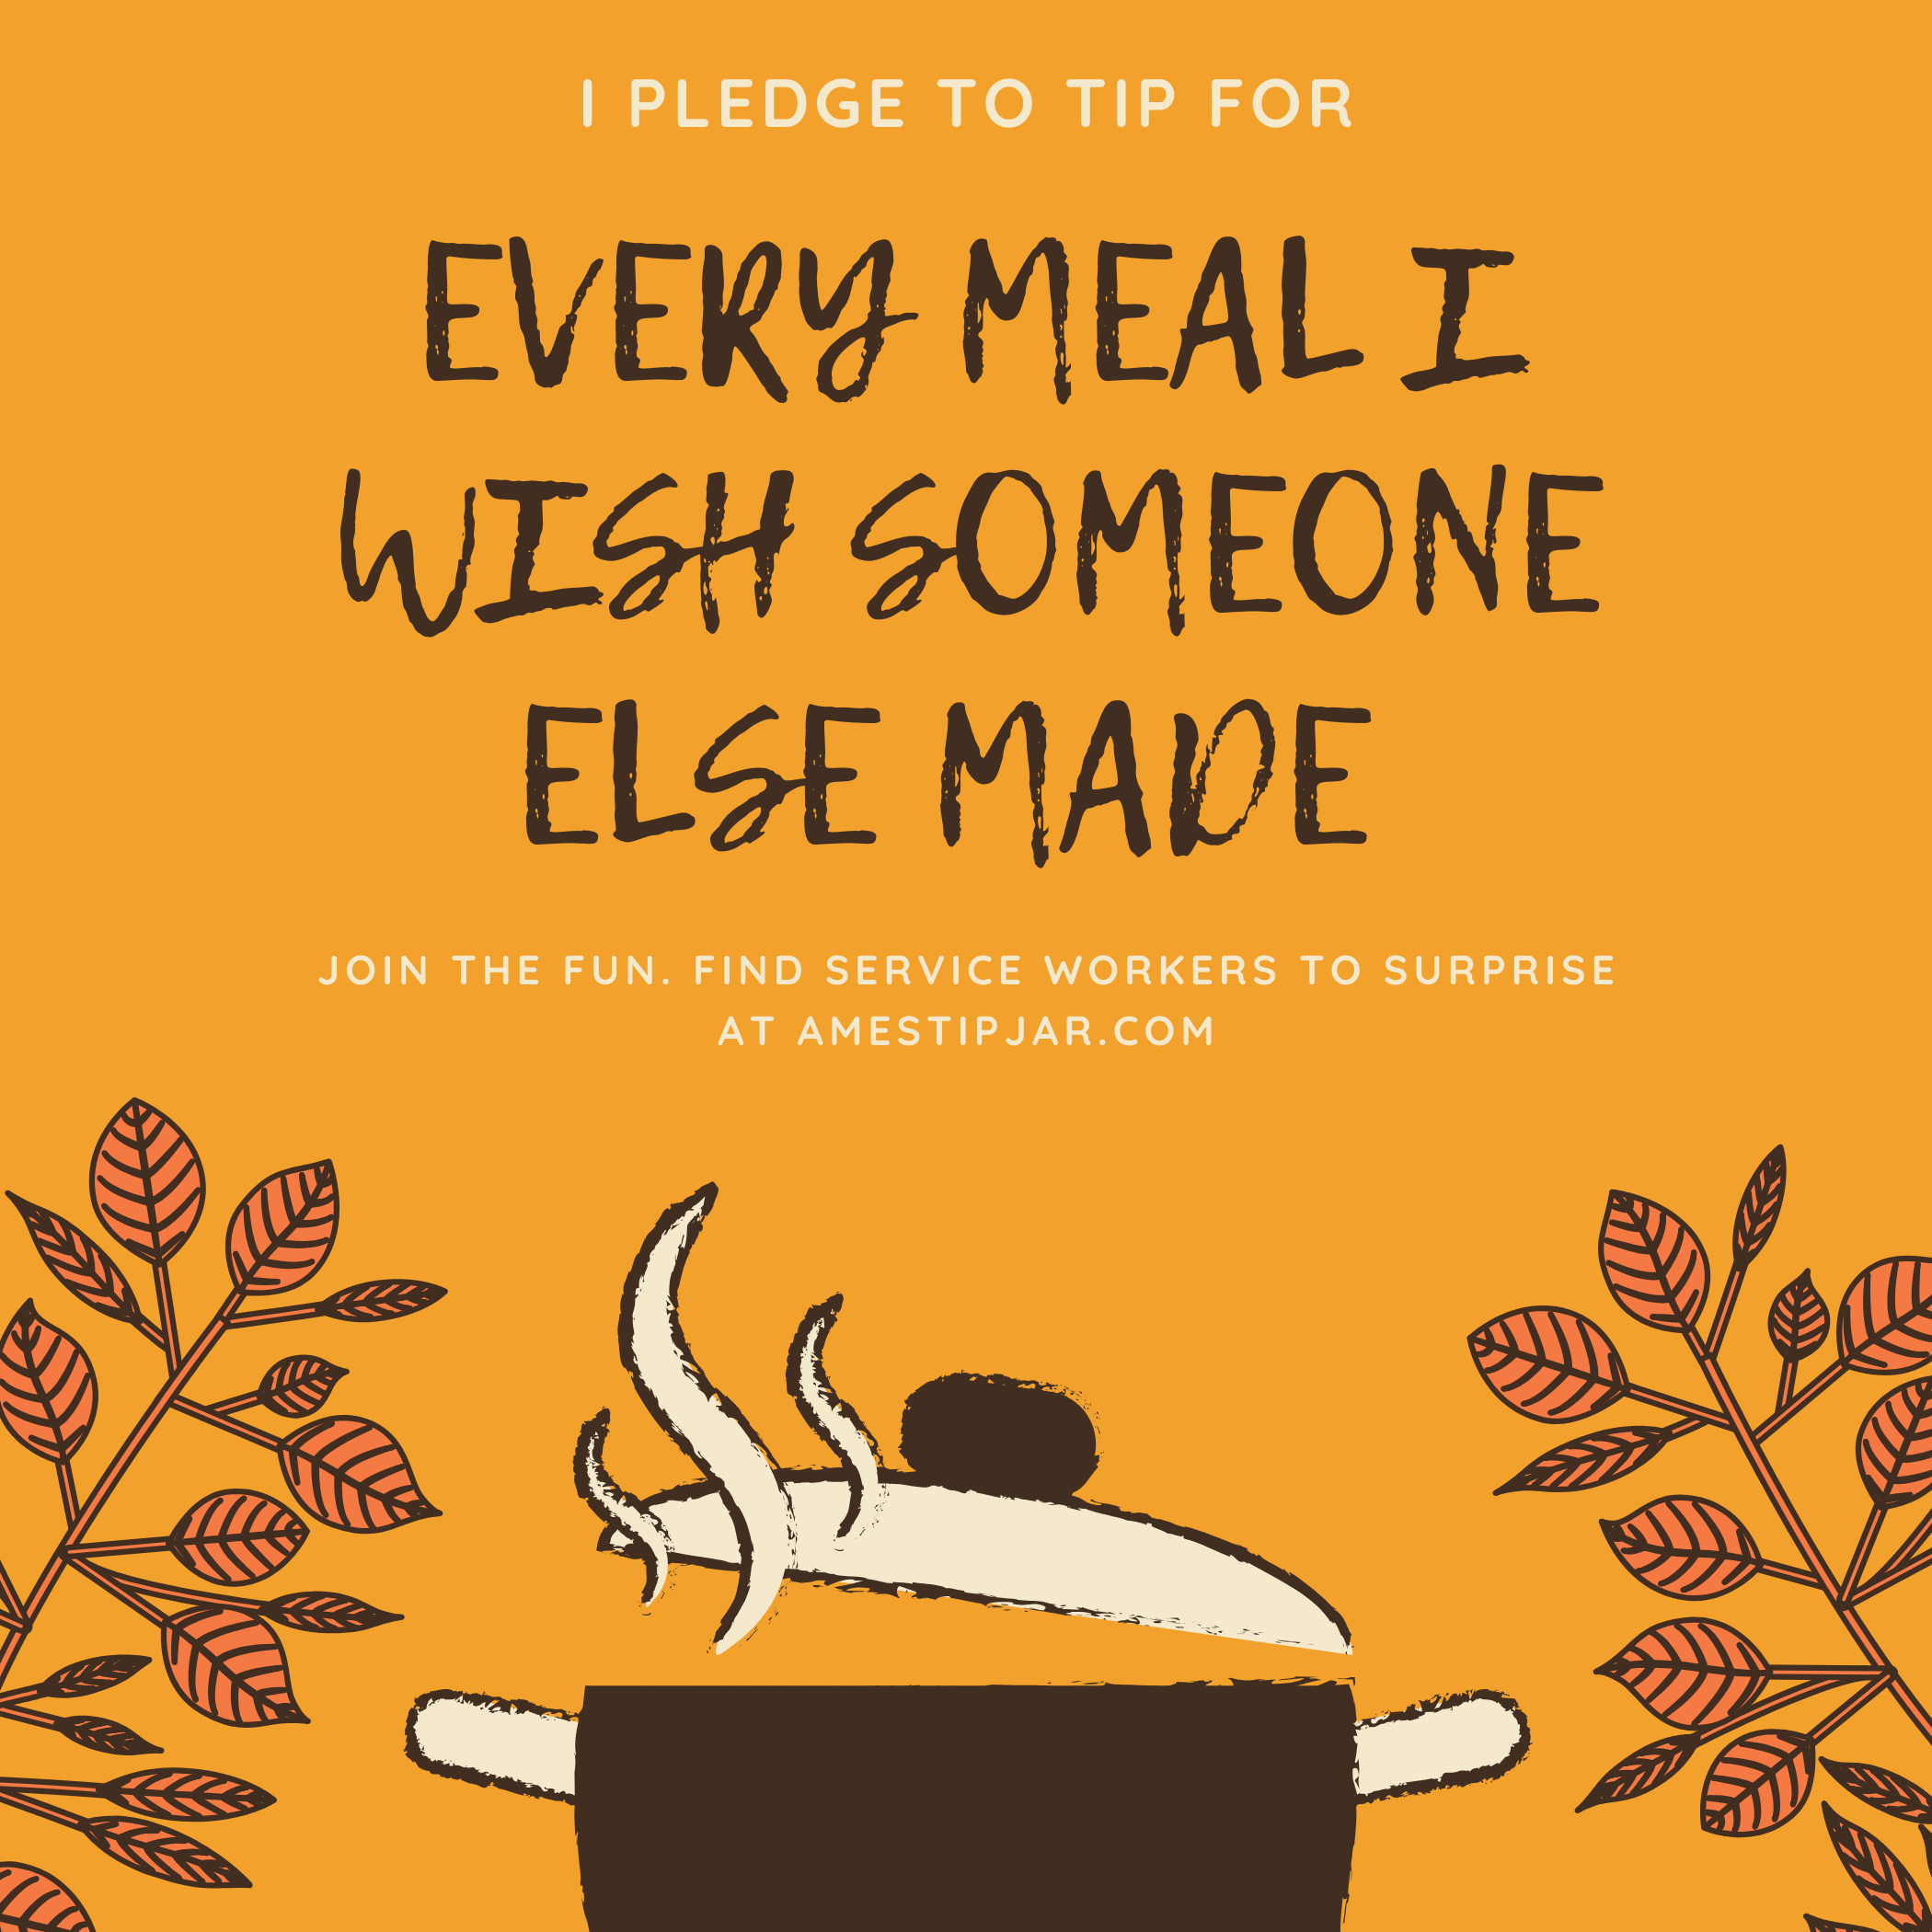 I PLEDGE TO TIP FOR
EVERY MEAL I
WISH SOMEONE
ELSE MADE
JOIN THE FUN. FIND SERVICE WORKERS TO SURPRISE
AT AMESTIPJAR.COM